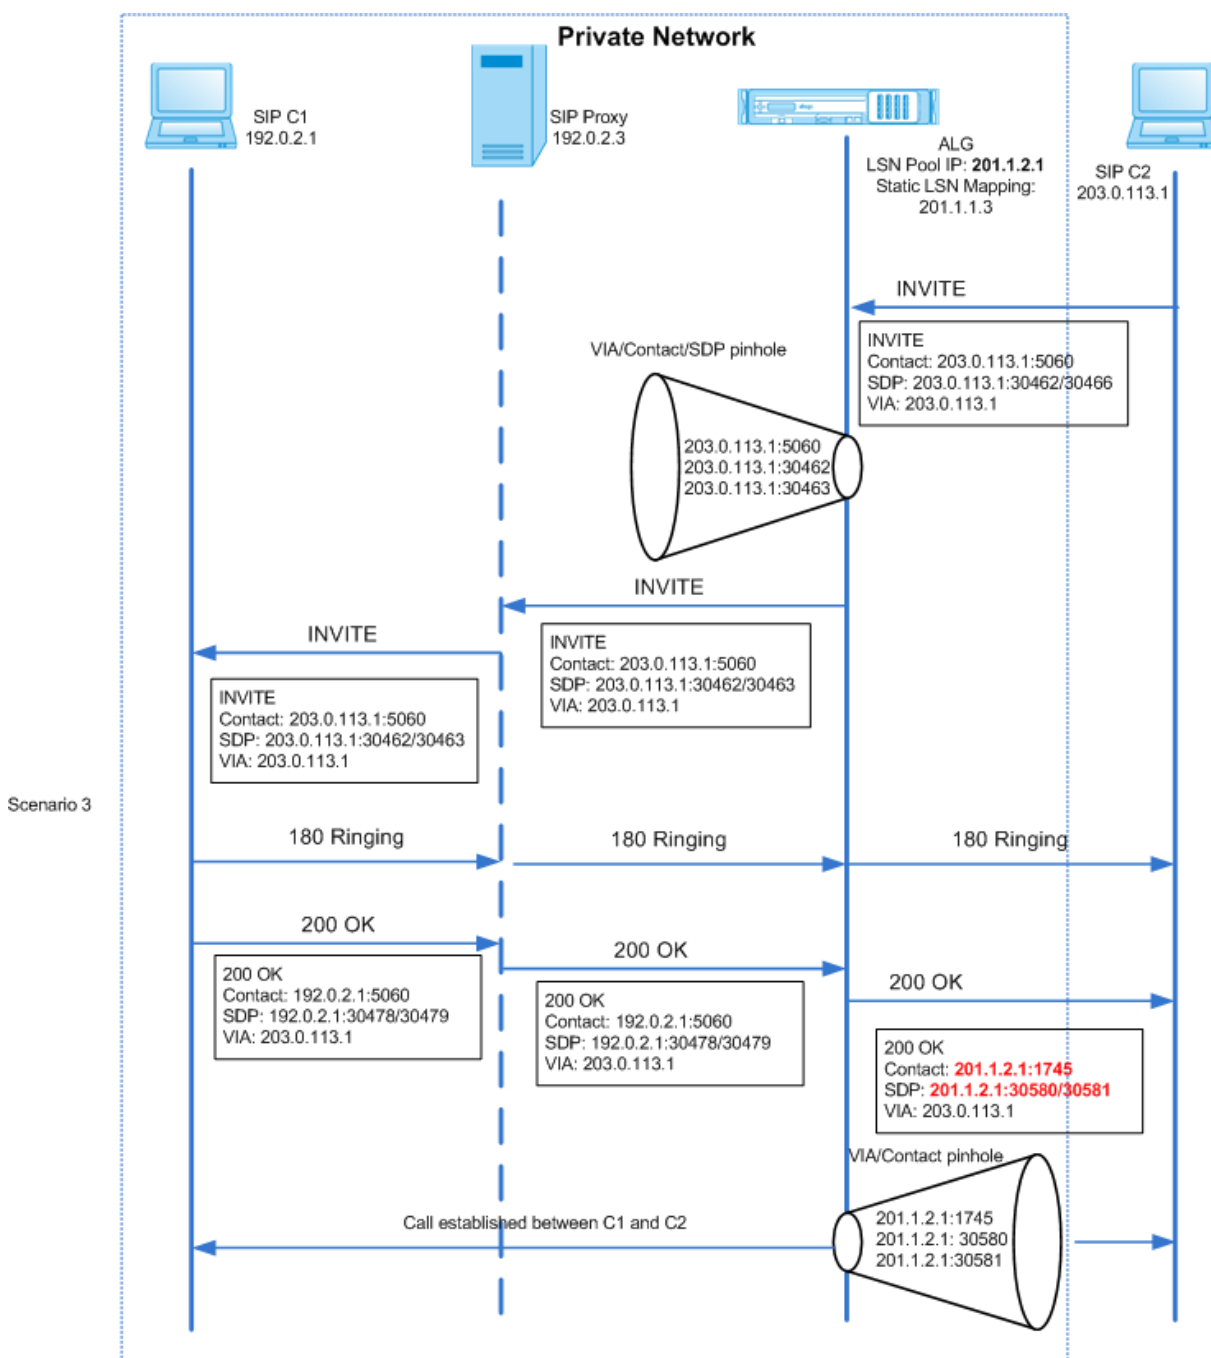 Private Network
SIP C1
192.0.2.1
SIP Proxy
192.0.2.3
ALG
LSN Pool IP: 201.1.2.1
Static LSN Mapping:
201.1.1.3
SIP C2
203.0.113.1
INVITE
INVITE
Contact: 203.0.113.1:5060
SDP: 203.0.113.1:30462/30466
VIA: 203.0.113.1
VIA/Contact/SDP pinhole
203.0.113.1:5060
203.0.113.1:30462
203.0.113.1:30463
INVITE
INVITE
Contact: 203.0.113.1:5060
SDP: 203.0.113.1:30462/30463
VIA: 203.0.113.1
INVITE
INVITE
Contact: 203.0.113.1:5060
SDP: 203.0.113.1:30462/30463
VIA: 203.0.113.1
Scenario 3
180 Ringing
180 Ringing
180 Ringing
200 OK
200 OK
Contact: 192.0.2.1:5060
SDP: 192.0.2.1:30478/30479
VIA: 203.0.113.1
200 OK
200 OK
Contact: 192.0.2.1:5060
SDP: 192.0.2.1:30478/30479
VIA: 203.0.113.1
200 OK
200 OK
Contact: 201.1.2.1:1745
SDP: 201.1.2.1:30580/30581
VIA: 203.0.113.1
VIA/Contact pinhole
201.1.2.1:1745
201.1.2.1: 30580
201.1.2.1:30581
Call established between C1 and C2